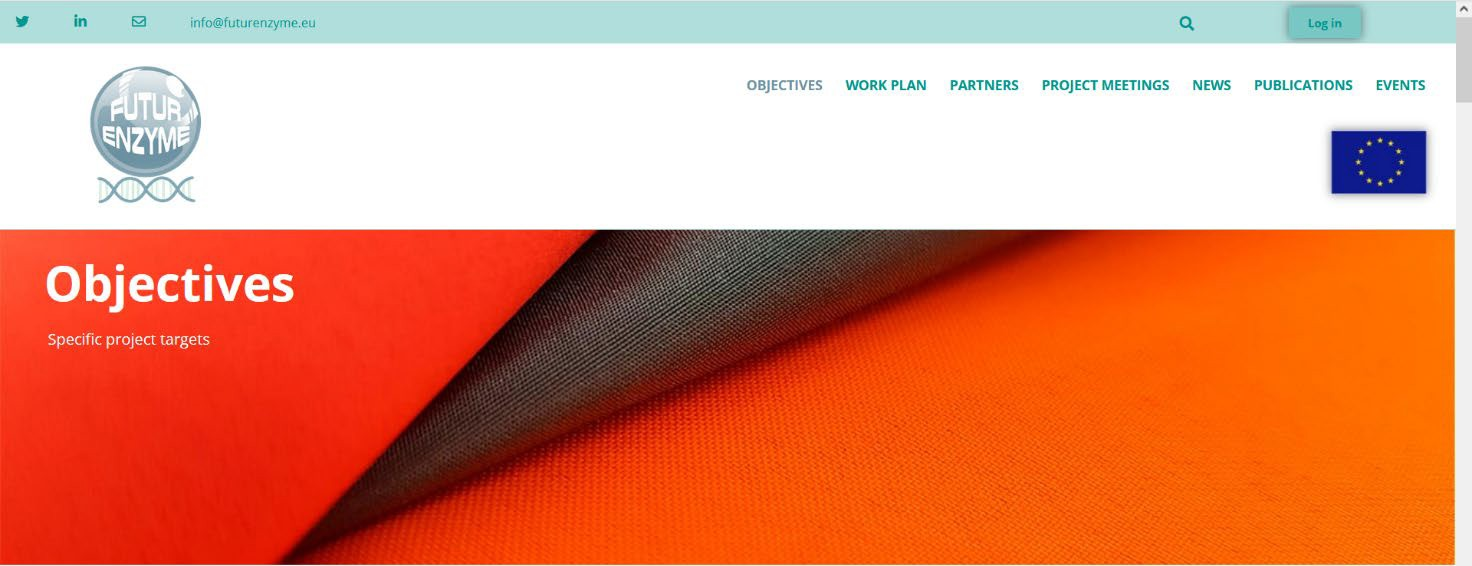 info@futurenzyme.eu
Log in
FUTUR
ENZYME
OBJECTIVES WORK PLAN PARTNERS PROJECT MEETINGS NEWS PUBLICATIONS EVENTS
Objectives
Specific project targets